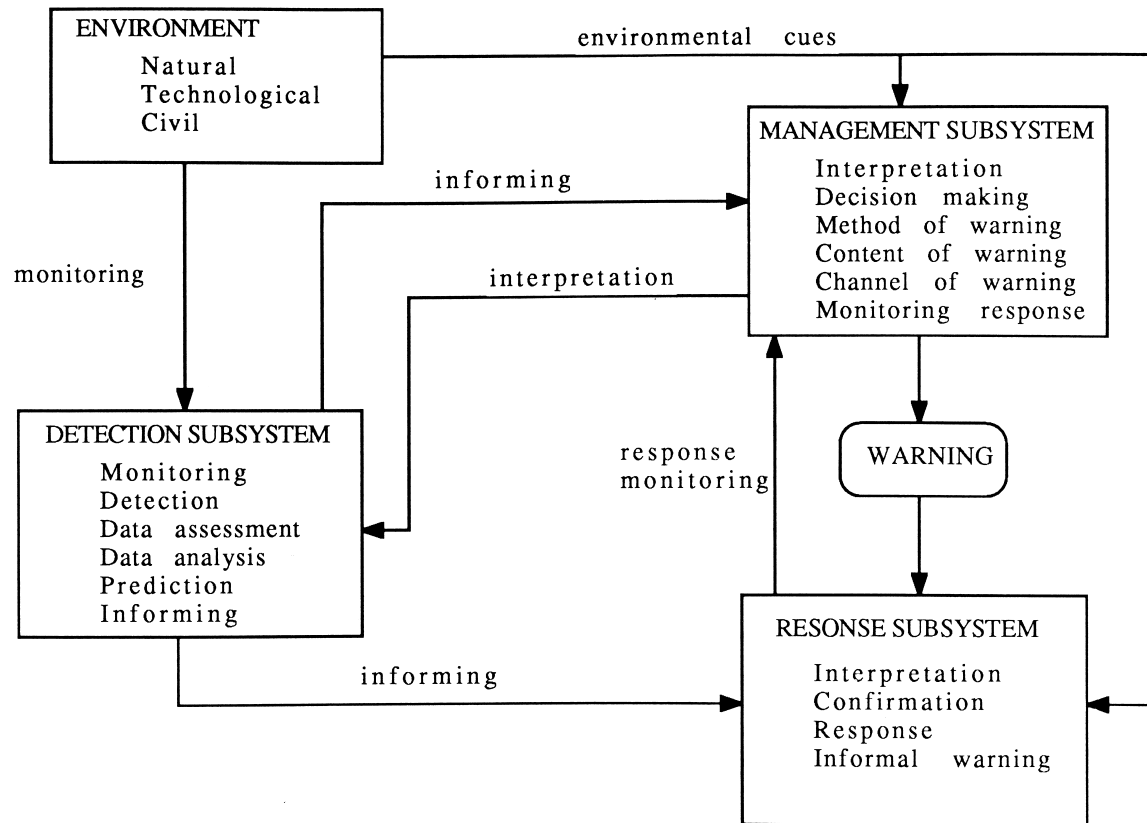 ENVIRONMENT
Natural
Technological
Civil
environmental cues
MANAGEMENT SUBSYSTEM
Interpretation
Decision making
Method of warning
Content of warning
Channel of warning
Monitoring response
informing
monitoring
interpretation
DETECTION SUBSYSTEM
Monitoring
Detection
Data assessment
Data analysis
Prediction
Informing
response
monitoring
WARNING
informing
RESONSE SUBSYSTEM
Interpretation
Confirmation
Response
Informal warning